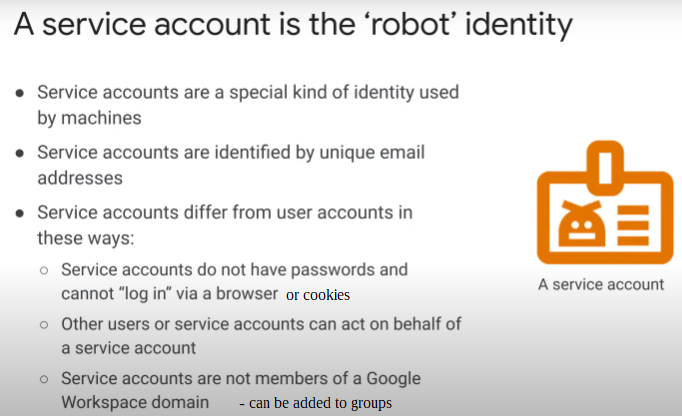 A service account is the ‘robot’ identity
● Service accounts are a special kind of identity used
by machines
● Service accounts are identified by unique email
addresses
● Service accounts differ from user accounts in
these ways:
○ Service accounts do not have passwords and
cannot “log in” via a browser or cookies
○ Other users or service accounts can act on behalf of
a service account
○ Service accounts are not members of a Google
Workspace domain - can be added to groups
A service account